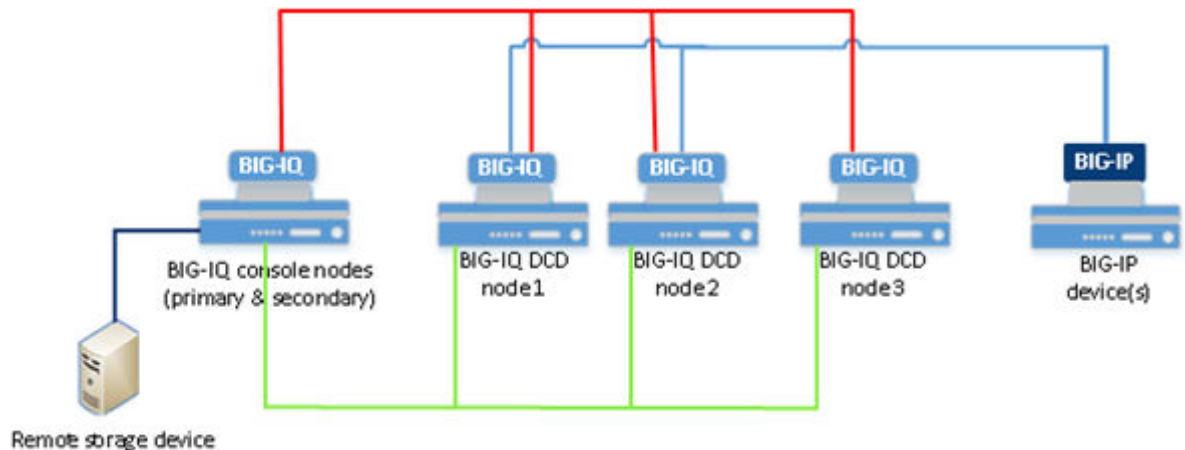 BIG-IQ
BIG-IQ
BIG-IQ
BIG-IQ
BIG-IP
BIG-IQ console nodes
(primary & secondary)
BIG-IQ DCD
node1
BIG-IQ DCD
node2
BIG-IQ DCD
node3
BIG-IP
device(s)
Remote storage device